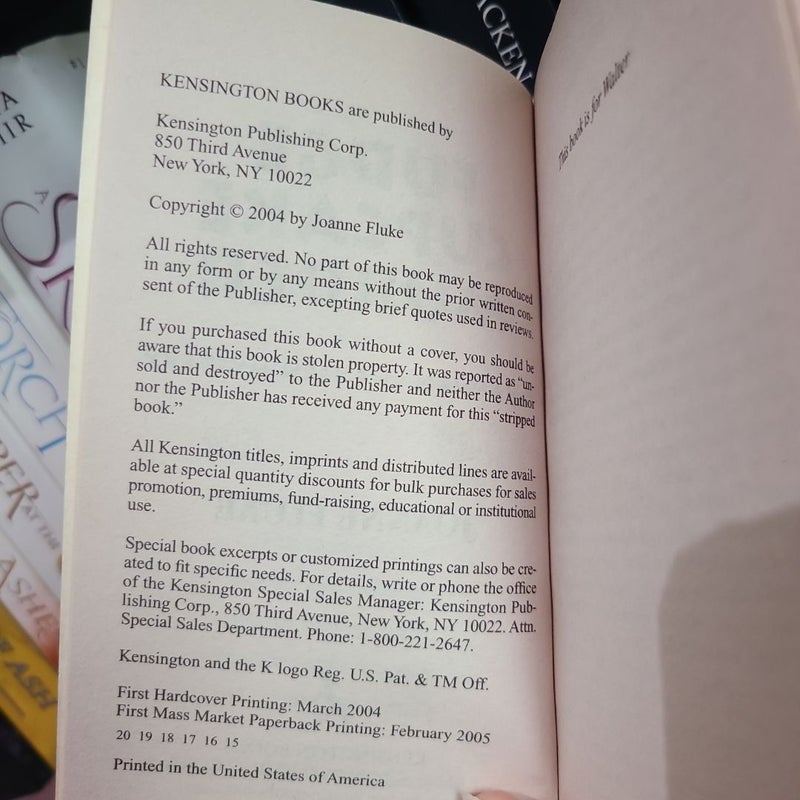 KENSINGTON BOOKS are published by
Kensington Publishing Corp.
850 Third Avenue
New York, NY 10022
Copyright © 2004 by Joanne Fluke
All rights reserved. No part of this book may be reproduced
in any form or by any means without the prior written con-
sent of the Publisher, excepting brief quotes used in reviews.
If you purchased this book without a cover, you should be
aware that this book is stolen property. It was reported as “un-
sold and destroyed” to the Publisher and neither the Author
nor the Publisher has received any payment for this “stripped
book.”
All Kensington titles, imprints and distributed lines are avail-
able at special quantity discounts for bulk purchases for sales
promotion, premiums, fund-raising, educational or institutional
use.
Special book excerpts or customized printings can also be cre-
ated to fit specific needs. For details, write or phone the office
of the Kensington Special Sales Manager: Kensington Pub-
lishing Corp., 850 Third Avenue, New York, NY 10022. Attn.
Special Sales Department. Phone: 1-800-221-2647.
Kensington and the K logo Reg. U.S. Pat. & TM Off.
First Hardcover Printing: March 2004
First Mass Market Paperback Printing: February 2005
20 19 18 17 16 15
Printed in the United States of America
This book is for Walter
ACKEN
A
HIR
A
S
ORCH
BER AT THE
ASHE
ASH